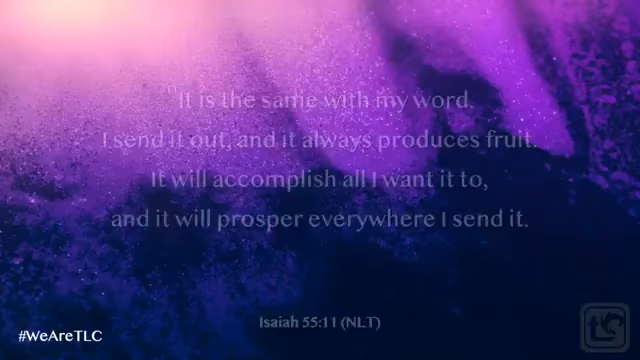 It is the same with my word.
I send it out, and it always produces fruit.
It will accomplish all I want it to,
and it will prosper everywhere I send it.
Isaiah 55:11 (NLT)
#WeAreTLC